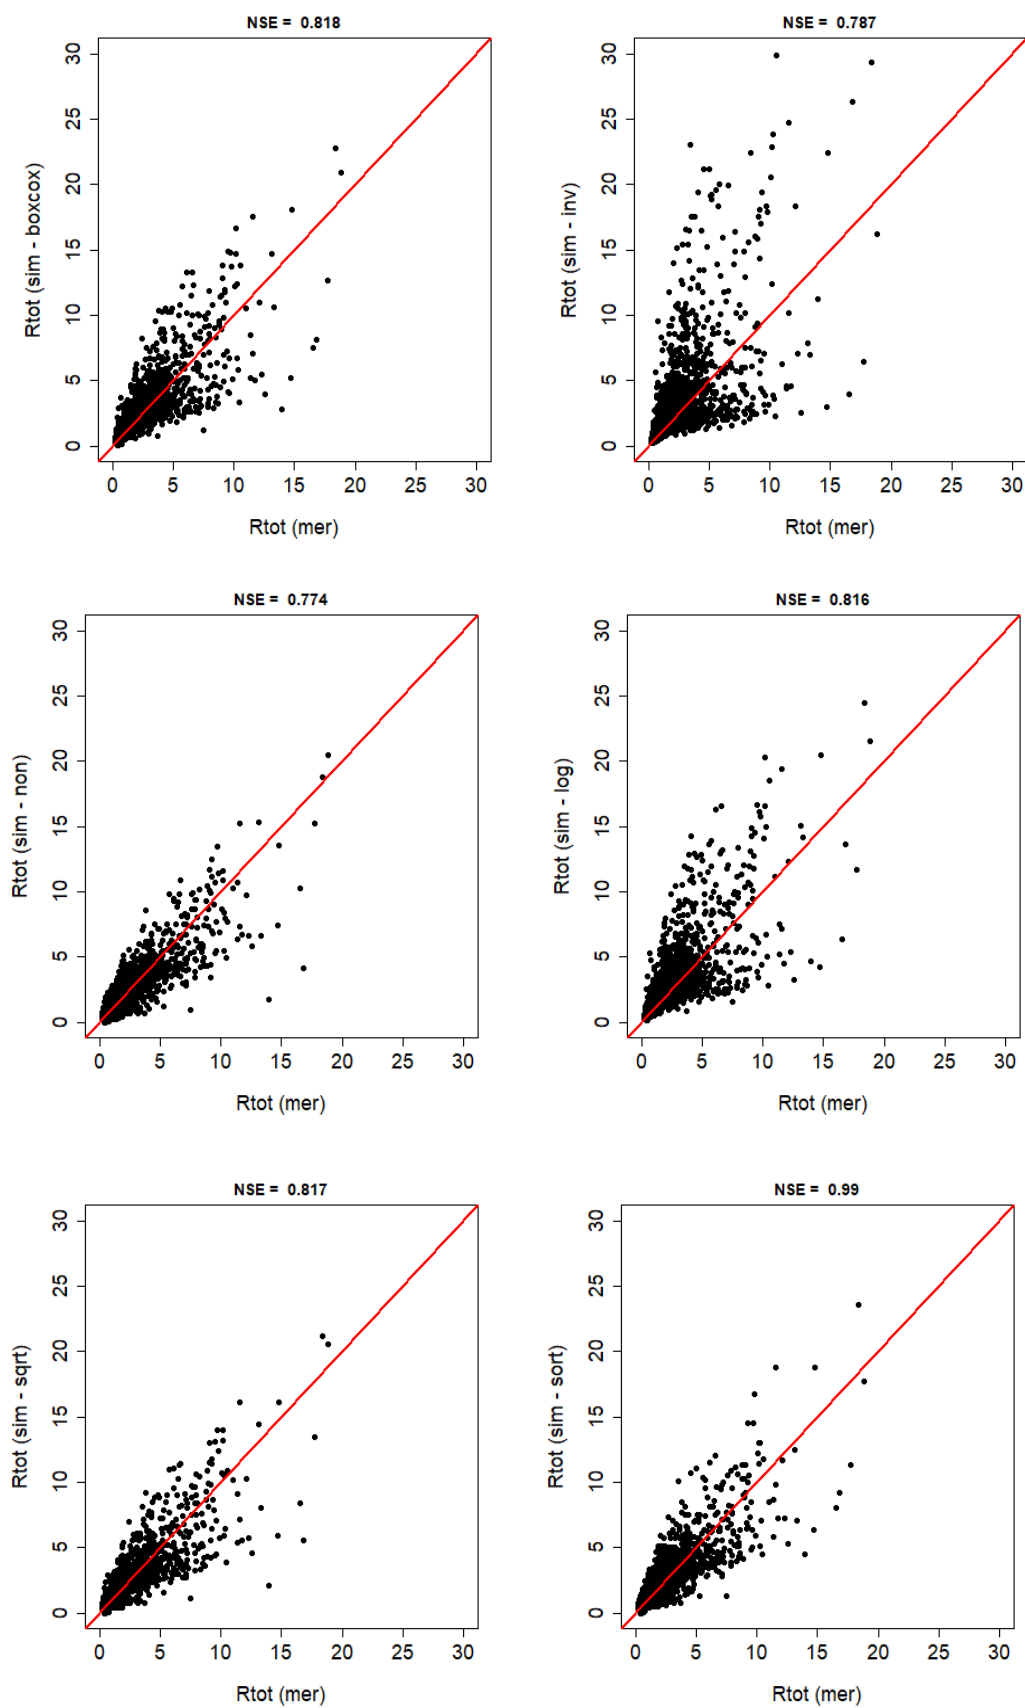 NSE = 0.818
Rtot (sim - boxcox)
30
25
20
15
10
5
0
0 5 10 15 20 25 30
Rtot (mer)
NSE = 0.787
Rtot (sim - inv)
30
25
20
15
10
5
0
0 5 10 15 20 25 30
Rtot (mer)
NSE = 0.774
Rtot (sim - non)
30
25
20
15
10
5
0
0 5 10 15 20 25 30
Rtot (mer)
NSE = 0.816
Rtot (sim - log)
30
25
20
15
10
5
0
0 5 10 15 20 25 30
Rtot (mer)
NSE = 0.817
Rtot (sim - sqrt)
30
25
20
15
10
5
0
0 5 10 15 20 25 30
Rtot (mer)
NSE = 0.99
Rtot (sim - sort)
30
25
20
15
10
5
0
0 5 10 15 20 25 30
Rtot (mer)